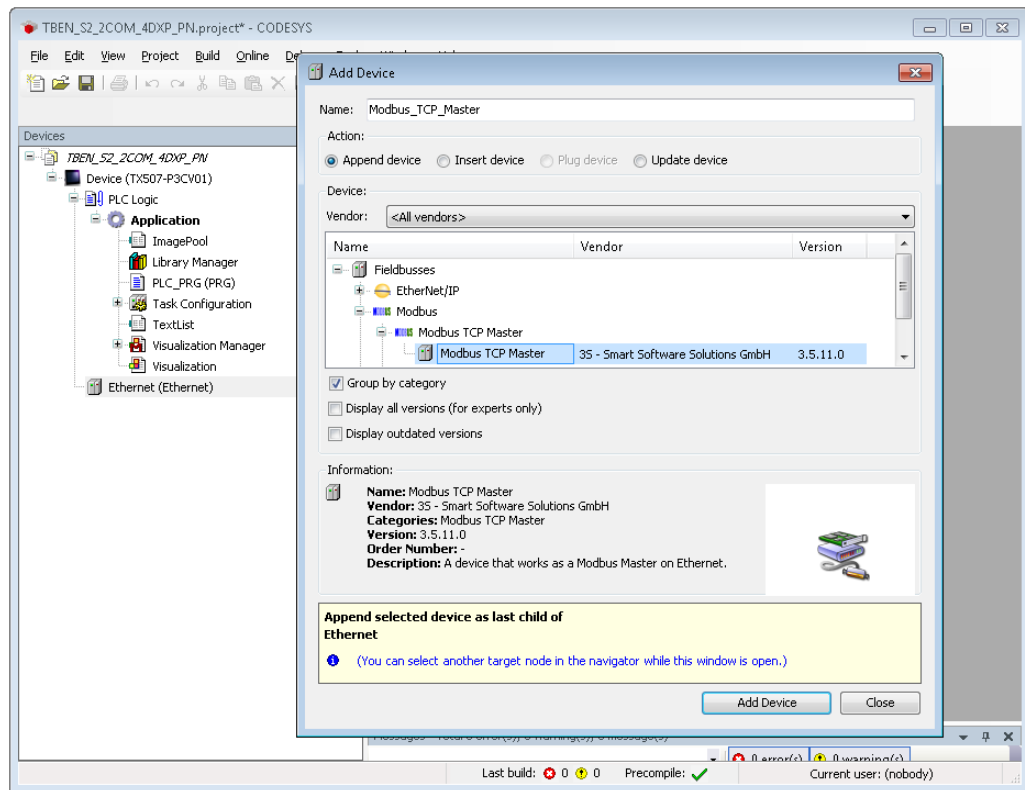 TBEN_S2_2COM_4DXP_PN.project* - CODESYS
File Edit View Project Build Online
Devices
TBEN_S2_2COM_4DXP_PN
Device (TX507-P3CV01)
PLC Logic
Application
ImagePool
Library Manager
PLC_PRG (PRG)
Task Configuration
TextList
Visualization Manager
Visualization
Ethernet (Ethernet)
Add Device
Name: Modbus_TCP_Master
Action:
Append device Insert device Plug device Update device
Device:
Vendor: <All vendors>
Name Vendor Version
Fieldbusses
EtherNet/IP
Modbus
Modbus TCP Master
Modbus TCP Master 3S - Smart Software Solutions GmbH 3.5.11.0
Group by category
Display all versions (for experts only)
Display outdated versions
Information:
Name: Modbus TCP Master
Vendor: 3S - Smart Software Solutions GmbH
Categories: Modbus TCP Master
Version: 3.5.11.0
Order Number: -
Description: A device that works as a Modbus Master on Ethernet.
Append selected device as last child of
Ethernet
(You can select another target node in the navigator while this window is open.)
Add Device Close
0 error(s) 0 warning(s)
Last build: 0 0 Precompile: Current user: (nobody)